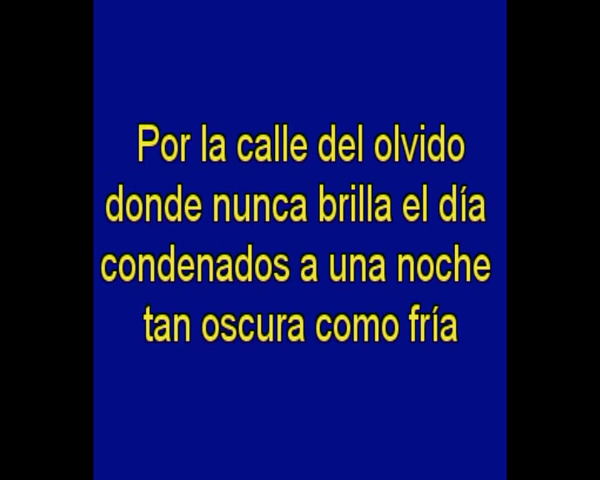 Por la calle del olvido
donde nunca brilla el día
condenados a una noche
tan oscura como fría